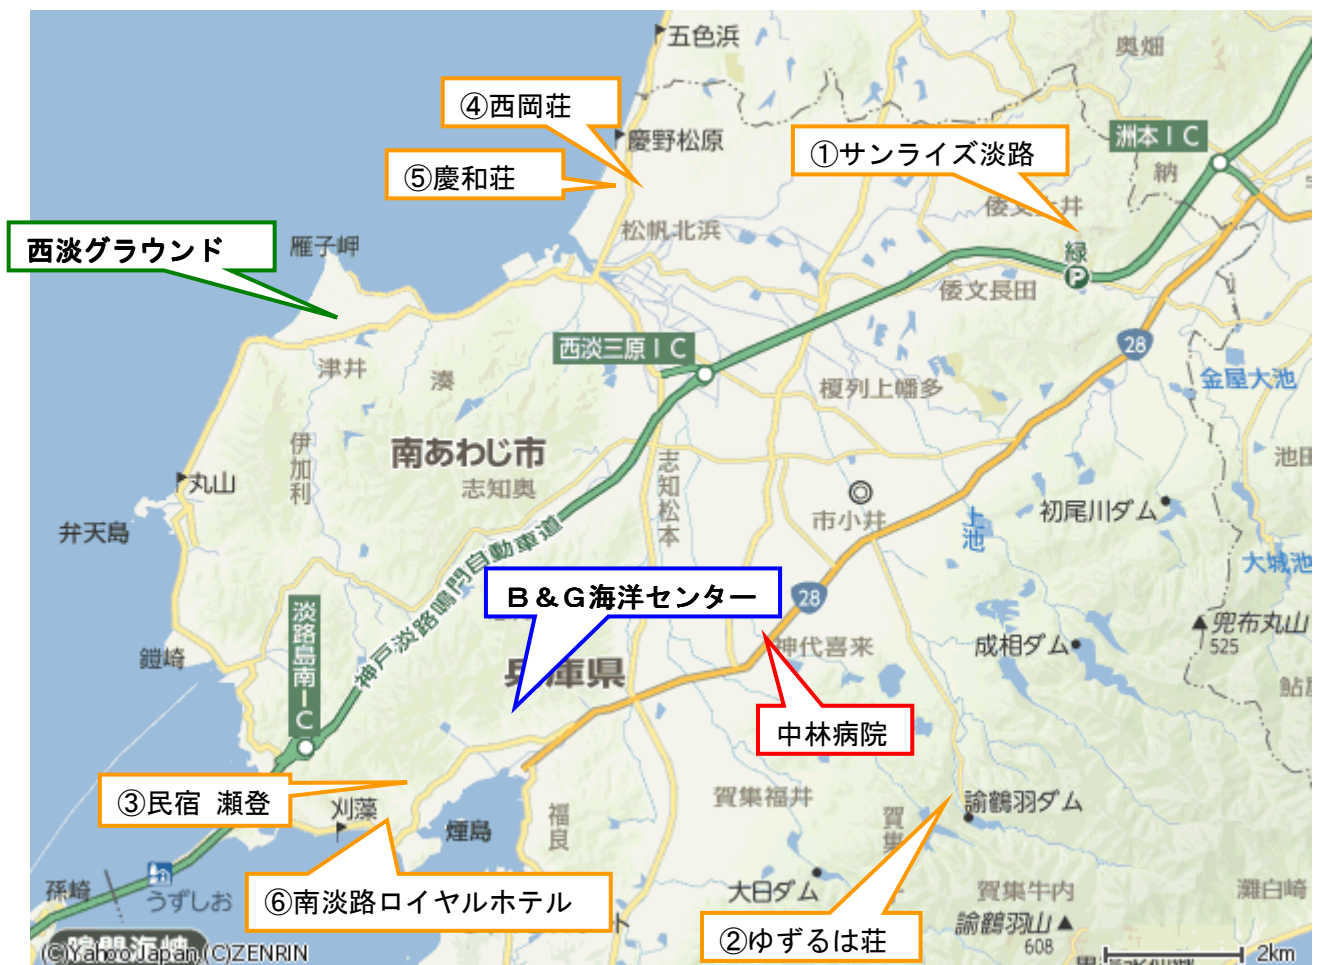 五色浜
奥畑
④西岡荘
慶野松原
①サンライズ淡路
洲本IC
納
⑤慶和荘
松帆北浜
西淡グラウンド
雁子岬
緑
P
倭文長田
西淡三原IC
28
津井
湊
榎列上幡多
金屋大池
伊加利
南あわじ市
志知奥
志知松本
池田
丸山
弁天島
市小井
上池
初尾川ダム
大城池
神戸淡路鳴門自動車道
B&G海洋センター
28
淡路島南IC
鎧崎
兵庫県
神代喜来
成相ダム
兜布丸山
525
中林病院
③民宿 瀬登
刈藻
煙島
福良
賀集福井
諭鶴羽ダム
孫崎
うずしお
⑥南淡路ロイヤルホテル
大日ダム
賀集牛内
灘白崎
②ゆずるは荘
諭鶴羽山
608
鳴門海峡
(C)Yahoo Japan,(C)ZENRIN
2km